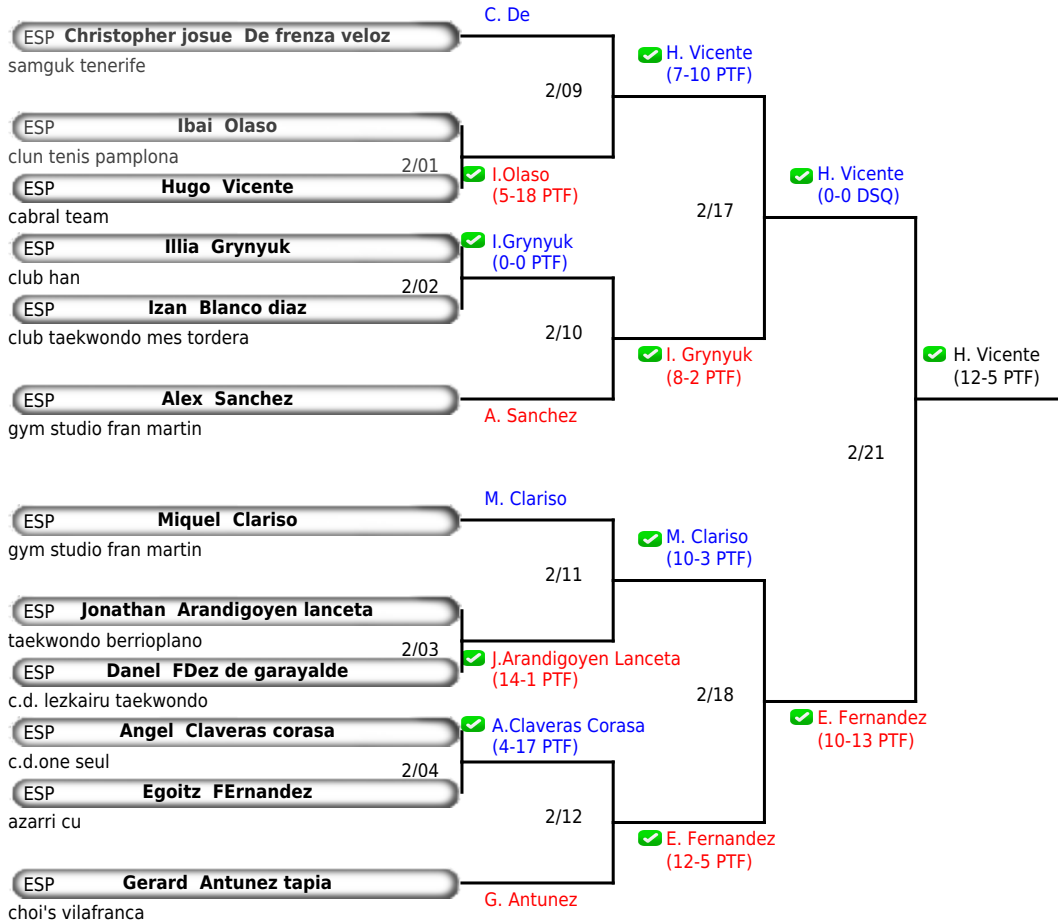 C. De
ESP Christopher josue De frenza veloz
samguk tenerife
H. Vicente
(7-10 PTF)
2/09
ESP Ibai Olaso
clun tenis pamplona
2/01
I.Olaso
(5-18 PTF)
ESP Hugo Vicente
cabral team
H. Vicente
(0-0 DSQ)
2/17
ESP Illia Grynyuk
club han
I.Grynyuk
(0-0 PTF)
2/02
ESP Izan Blanco diaz
club taekwondo mes tordera
2/10
I. Grynyuk
(8-2 PTF)
H. Vicente
(12-5 PTF)
ESP Alex Sanchez
gym studio fran martin
A. Sanchez
2/21
M. Clariso
ESP Miquel Clariso
gym studio fran martin
M. Clariso
(10-3 PTF)
2/11
ESP Jonathan Arandigoyen lanceta
taekwondo berrioplano
2/03
J.Arandigoyen Lanceta
(14-1 PTF)
ESP Danel FDez de garayalde
c.d. lezkairu taekwondo
2/18
E. Fernandez
(10-13 PTF)
ESP Angel Claveras corasa
c.d.one seul
A.Claveras Corasa
(4-17 PTF)
2/04
ESP Egoitz FErnandez
azarri cu
2/12
E. Fernandez
(12-5 PTF)
ESP Gerard Antunez tapia
choi's vilafranca
G. Antunez